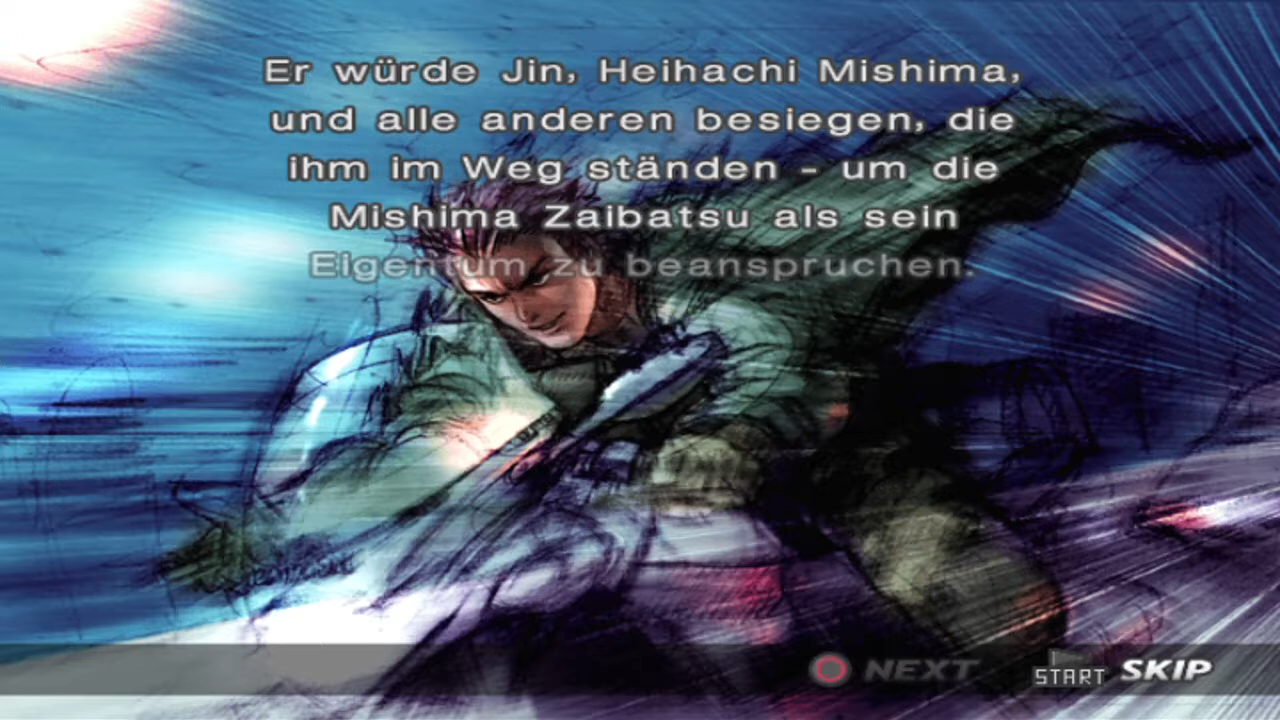 Er würde Jin, Heihachi Mishima,
und alle anderen besiegen, die
ihm im Weg ständen - um die
Mishima Zaibatsu als sein
Eigentum zu beanspruchen.
NEXT START SKIP